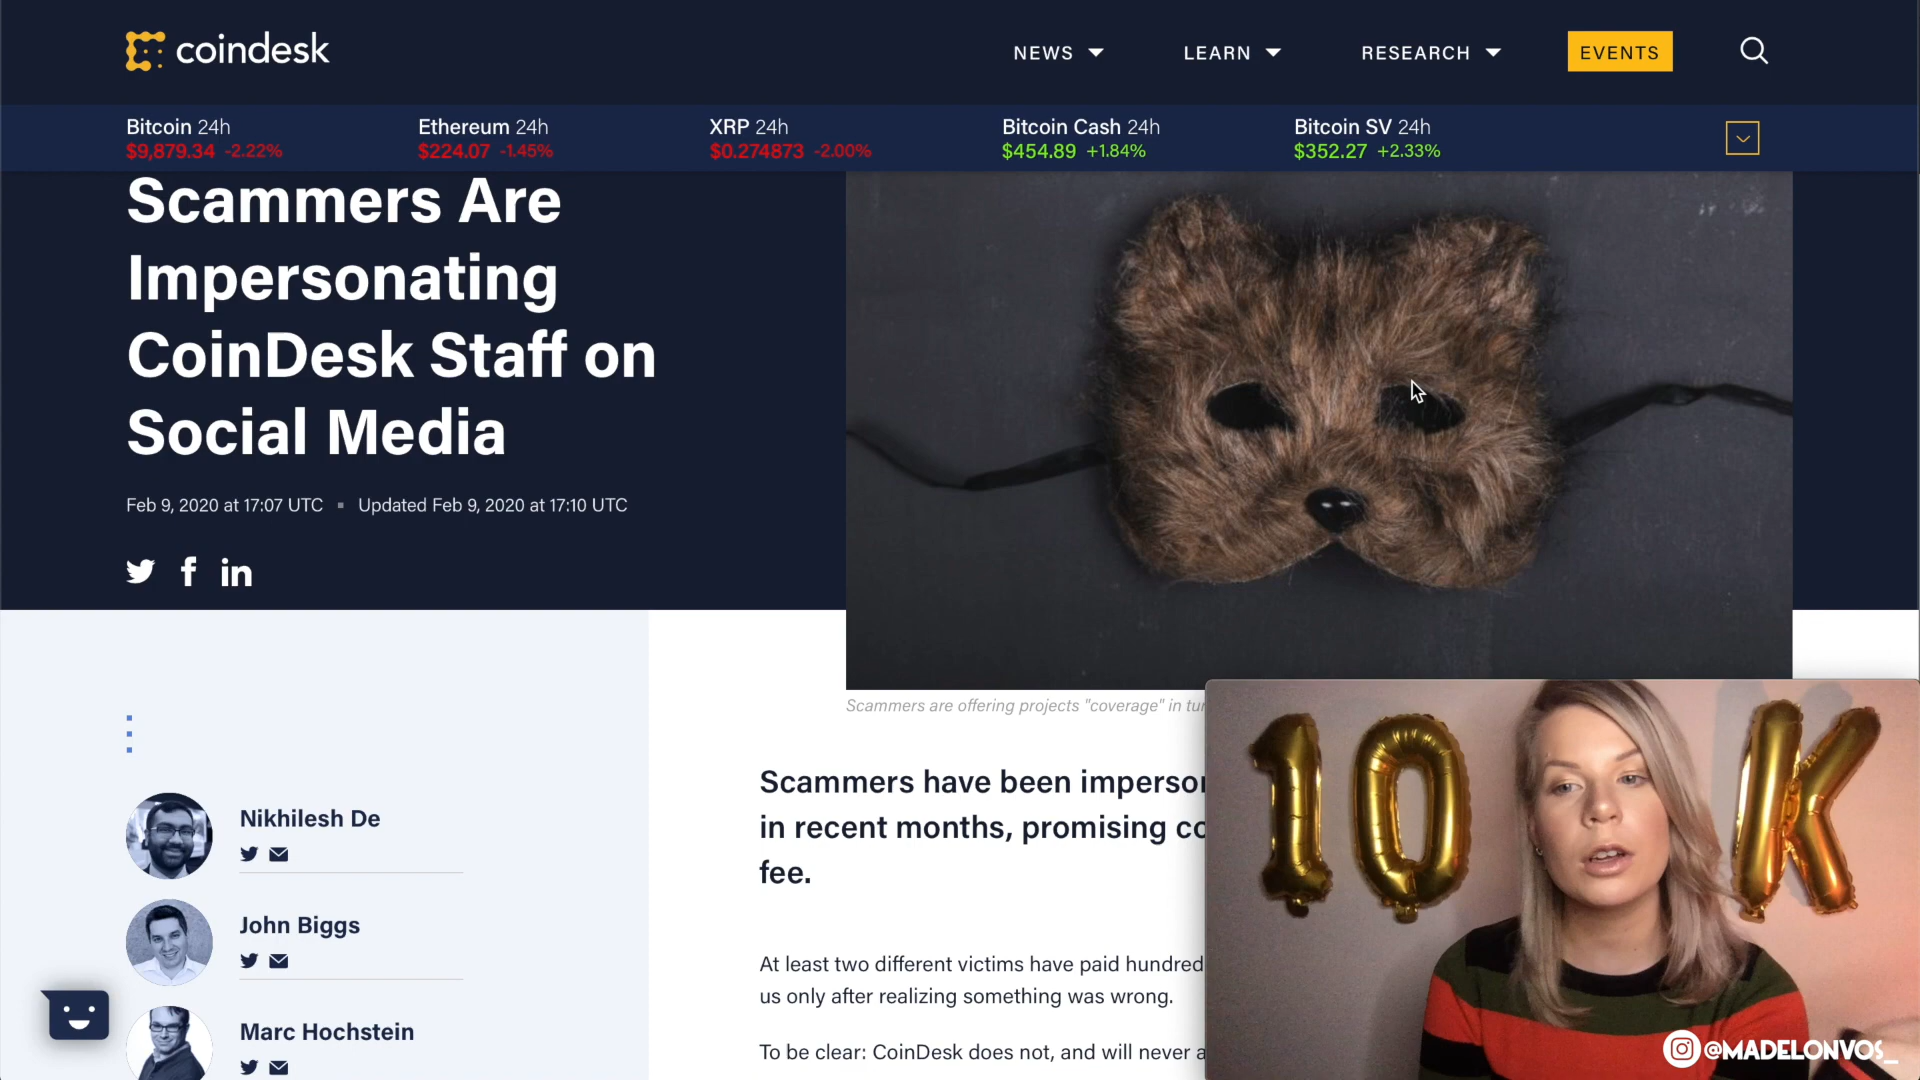 coindesk
NEWS
LEARN
RESEARCH
EVENTS
Bitcoin 24h
$9,879.34 -2.22%
Ethereum 24h
$224.07 -1.45%
XRP 24h
$0.274873 -2.00%
Bitcoin Cash 24h
$454.89 +1.84%
Bitcoin SV 24h
$352.27 +2.33%
Scammers Are
Impersonating
CoinDesk Staff on
Social Media
Feb 9, 2020 at 17:07 UTC ▪ Updated Feb 9, 2020 at 17:10 UTC
f in
Scammers are offering projects "coverage" in
Nikhilesh De
John Biggs
Marc Hochstein
Scammers have been
in recent months, promising
fee.
At least two different victims have paid
us only after realizing something was wrong.
To be clear: CoinDesk does not, and will never
10 K
@MADELONVOS_